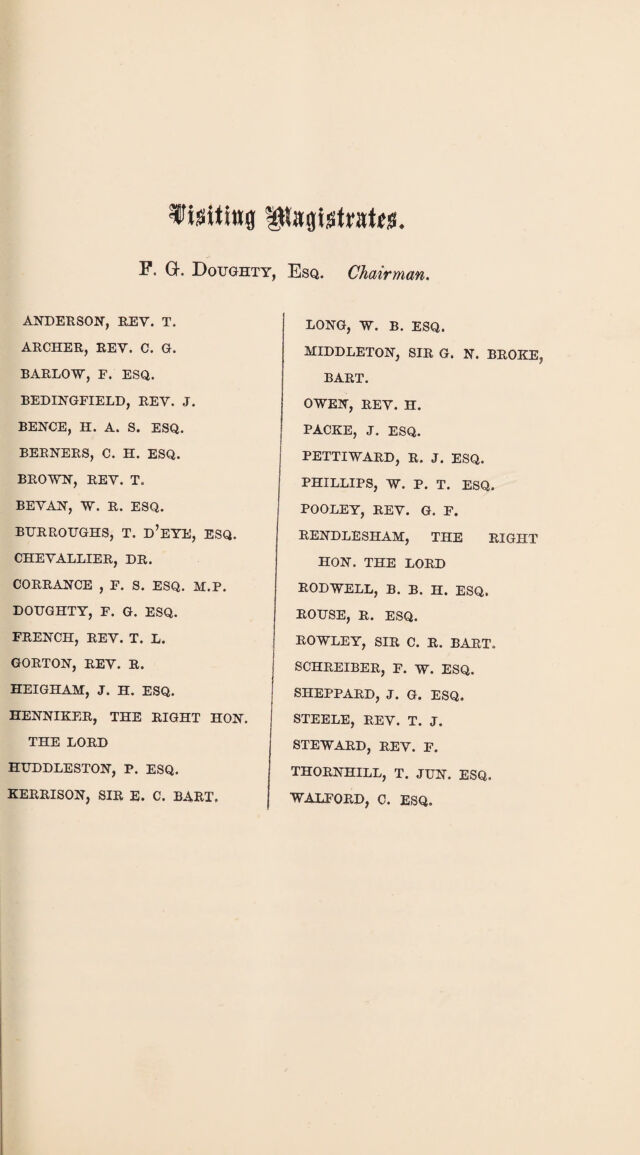 Visiting Magistrates.
F. G. Doughty, Esq. Chairman.
ANDERSON, REV. T.
ARCHER, REV. C. G.
BARLOW, F. ESQ.
BEDINGFIELD, REV. J.
BENCE, H. A. S. ESQ.
BERNERS, C. H. ESQ.
BROWN, REV. T.
BEVAN, W. R. ESQ.
BURROUGHS, T. D'EYE, ESQ.
CHEVALLIER, DR.
CORRANCE , F. S. ESQ. M.P.
DOUGHTY, F. G. ESQ.
FRENCH, REV. T. L.
GORTON, REV. R.
HEIGHAM, J. H. ESQ.
HENNIKER, THE RIGHT HON.
THE LORD
HUDDLESTON, P. ESQ.
KERRISON, SIR E. C. BART.
LONG, W. B. ESQ.
MIDDLETON, SIR G. N. BROKE,
BART.
OWEN, REV. H.
PACKE, J. ESQ.
PETTIWARD, R. J. ESQ.
PHILLIPS, W. P. T. ESQ.
POOLEY, REV. G. F.
RENDLESHAM, THE RIGHT
HON. THE LORD
RODWELL, B. B. H. ESQ.
ROUSE, R. ESQ.
ROWLEY, SIR C. R. BART.
SCHREIBER, F. W. ESQ.
SHEPPARD, J. G. ESQ.
STEELE, REV. T. J.
STEWARD, REV. F.
THORNHILL, T. JUN. ESQ.
WALFORD, C. ESQ.